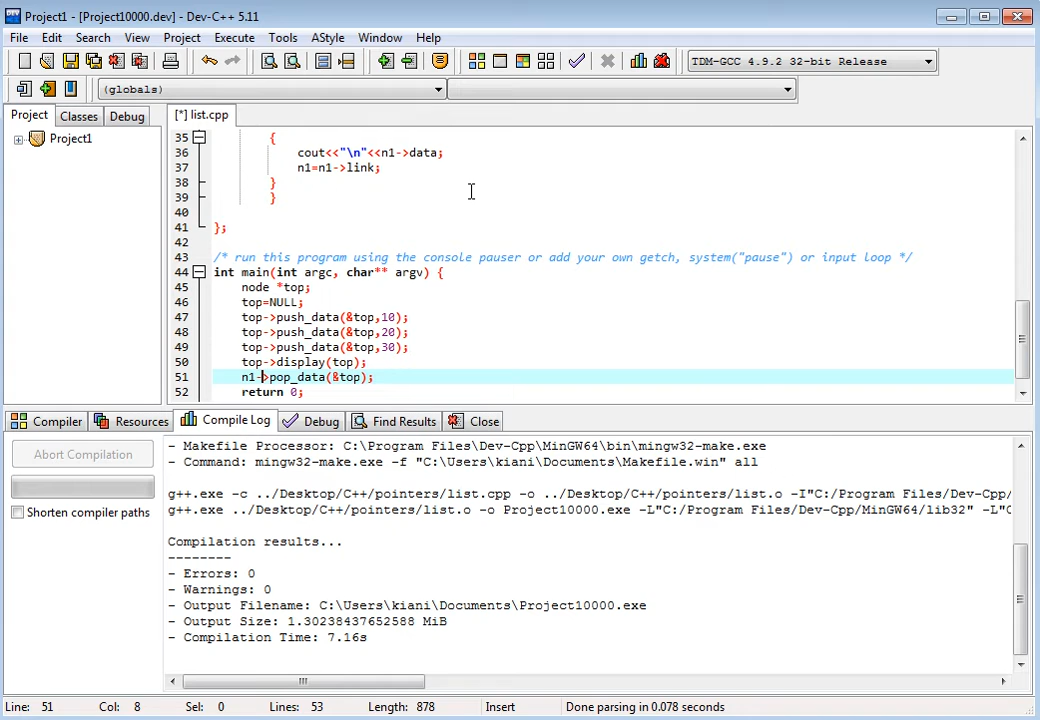 Project1 - [Project10000.dev] - Dev-C++ 5.11
File Edit Search View Project Execute Tools AStyle Window Help
TDM-GCC 4.9.2 32-bit Release
(globals)
Project Classes Debug
[*] list.cpp
Project1
35 {
36 cout<<"\n"<<n1->data;
37 n1=n1->link;
38 }
39 }
40
41 };
42
43 /* run this program using the console pauser or add your own getch, system("pause") or input loop */
44 int main(int argc, char** argv) {
45 node *top;
46 top=NULL;
47 top->push_data(&top,10);
48 top->push_data(&top,20);
49 top->push_data(&top,30);
50 top->display(top);
51 n1->pop_data(&top);
52 return 0;
Compiler Resources Compile Log Debug Find Results Close
Abort Compilation
Shorten compiler paths
- Makefile Processor: C:\Program Files\Dev-Cpp\MinGW64\bin\mingw32-make.exe
- Command: mingw32-make.exe -f "C:\Users\kiani\Documents\Makefile.win" all
g++.exe -c ../Desktop/C++/pointers/list.cpp -o ../Desktop/C++/pointers/list.o -I"C:/Program Files/Dev-Cpp/
g++.exe ../Desktop/C++/pointers/list.o -o Project10000.exe -L"C:/Program Files/Dev-Cpp/MinGW64/lib32" -L"C
Compilation results...
--------
- Errors: 0
- Warnings: 0
- Output Filename: C:\Users\kiani\Documents\Project10000.exe
- Output Size: 1.30238437652588 MiB
- Compilation Time: 7.16s
Line: 51 Col: 8 Sel: 0 Lines: 53 Length: 878 Insert Done parsing in 0.078 seconds